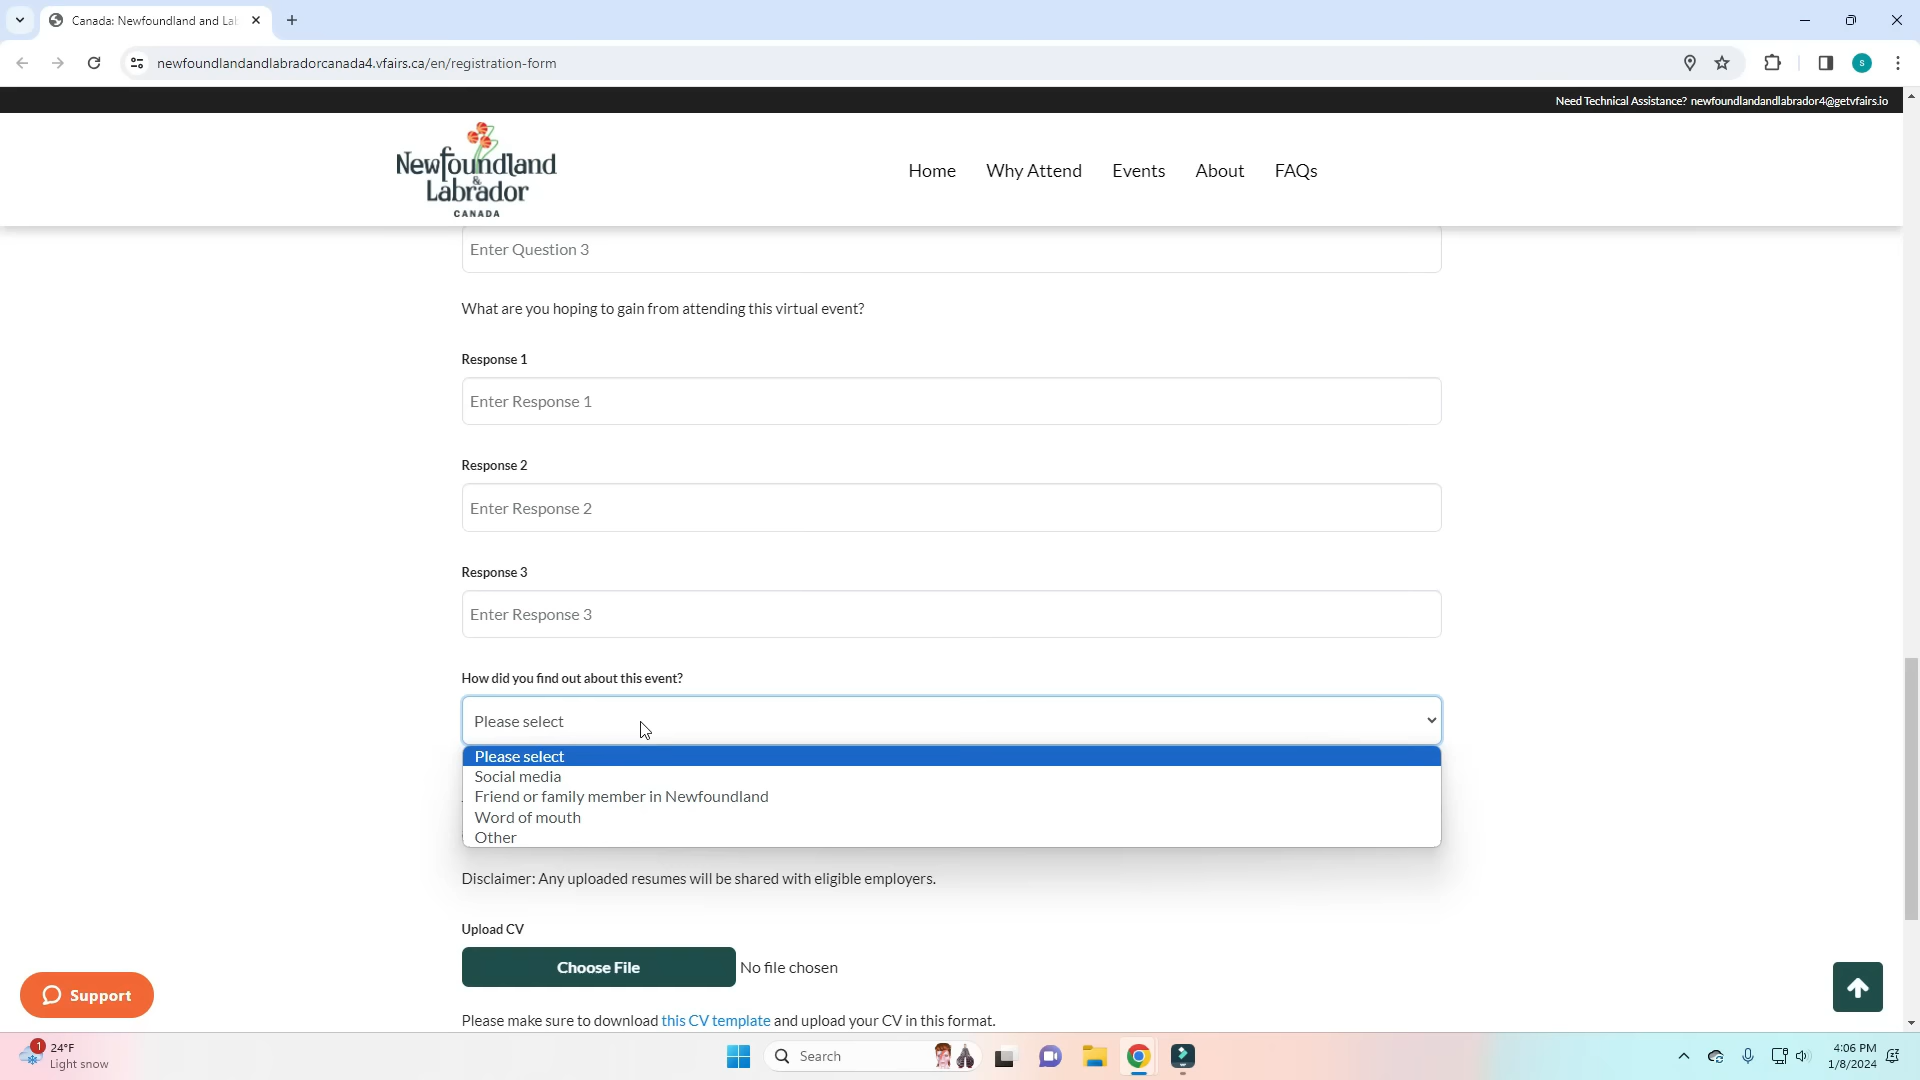 Canada: Newfoundland and Lal
newfoundlandandlabradorcanada4.vfairs.ca/en/registration-form
S
Need Technical Assistance? newfoundlandandlabrador4@getvfairs.io
Newfoundland
&
Labrador
CANADA
Home
Why Attend
Events
About
FAQs
Enter Question 3
What are you hoping to gain from attending this virtual event?
Response 1
Enter Response 1
Response 2
Enter Response 2
Response 3
Enter Response 3
How did you find out about this event?
Please select
Please select
Social media
Friend or family member in Newfoundland
Word of mouth
Other
Disclaimer: Any uploaded resumes will be shared with eligible employers.
Upload CV
Choose File
No file chosen
Support
Please make sure to download this CV template and upload your CV in this format.
1
24°F
Light snow
Search
4:06 PM
1/8/2024